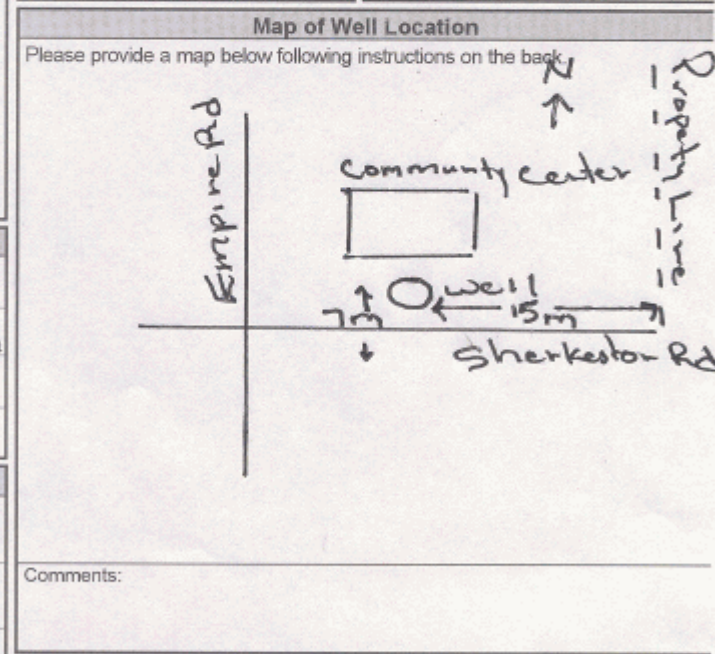 Map of Well Location
Please provide a map below following instructions on the back.
N
Property Line
Empire Rd
Community Center
well
7m
15m
Sherkeston Rd
Comments: